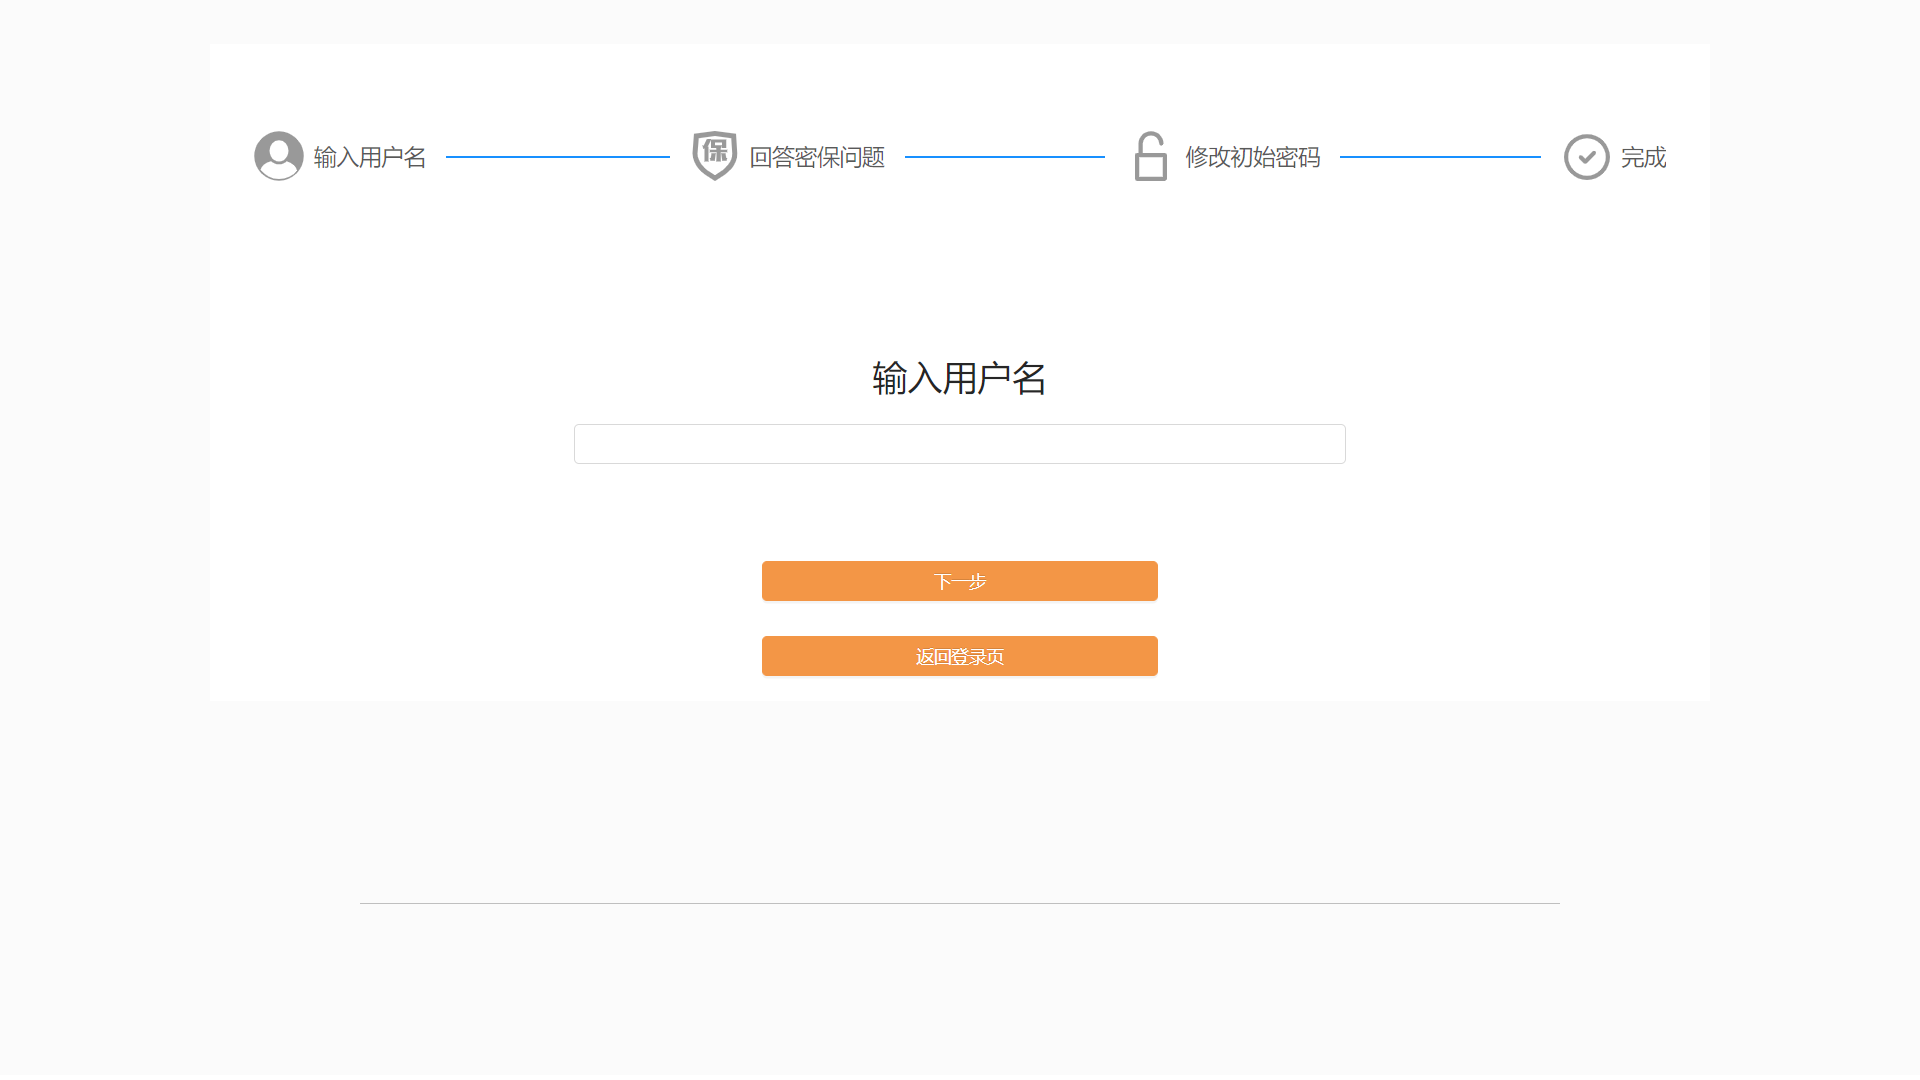 输入用户名
保
回答密保问题
修改初始密码
完成
输入用户名
下一步
返回登录页